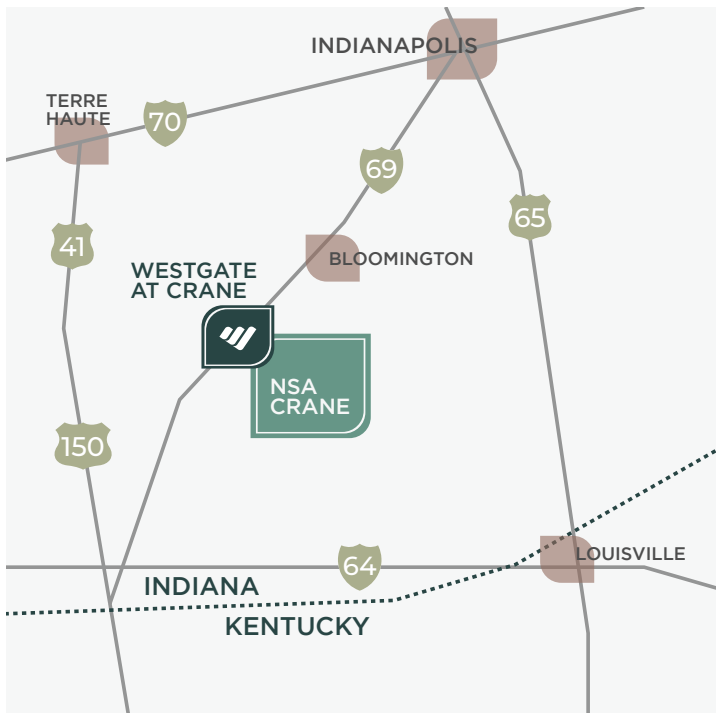 INDIANAPOLIS
TERRE
HAUTE
70
69
65
41
BLOOMINGTON
WESTGATE
AT CRANE
NSA
CRANE
150
LOUISVILLE
64
INDIANA
KENTUCKY